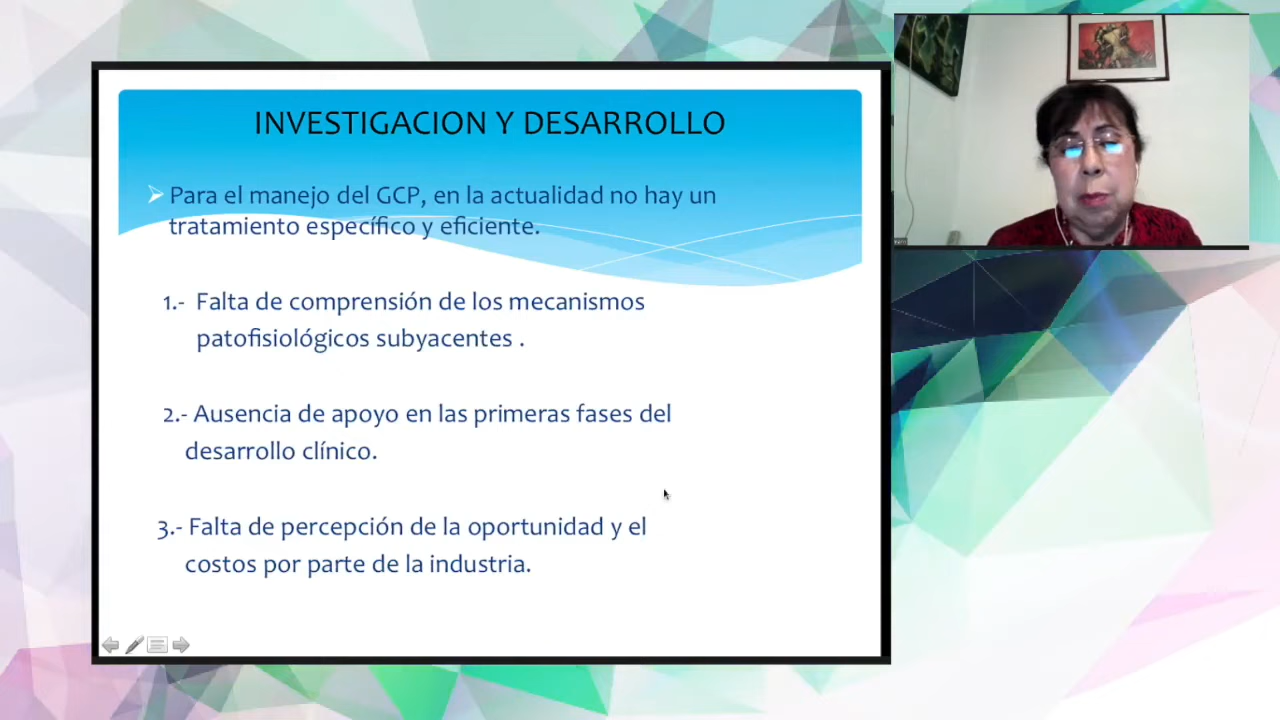 INVESTIGACION Y DESARROLLO
Para el manejo del GCP, en la actualidad no hay un
tratamiento específico y eficiente.
1.- Falta de comprensión de los mecanismos
patofisiológicos subyacentes .
2.- Ausencia de apoyo en las primeras fases del
desarrollo clínico.
3.- Falta de percepción de la oportunidad y el
costos por parte de la industria.